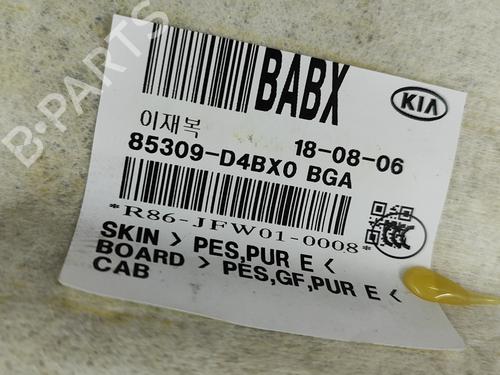 BABX
KIA
이재복
18-08-06
85309-D4BX0 BGA
*R86-JFW01-0008*
SKIN > PES,PUR E <
BOARD > PES,GF,PUR E <
CAB
B-PARTS